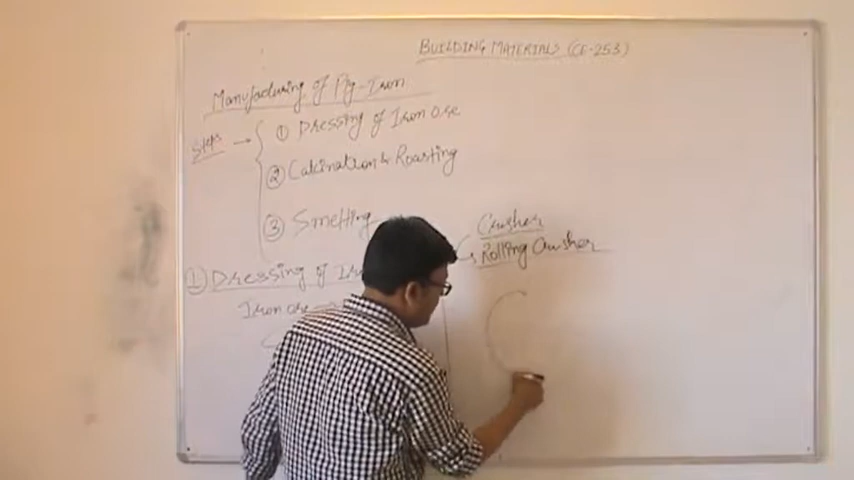 BUILDING MATERIALS (CE-253)
Manufacturing of Pig-Iron
Steps → ① Dressing of Iron Ore
② Calcination & Roasting
③ Smelting
① Dressing of Iro
Iron ore
Crusher
Rolling Crusher